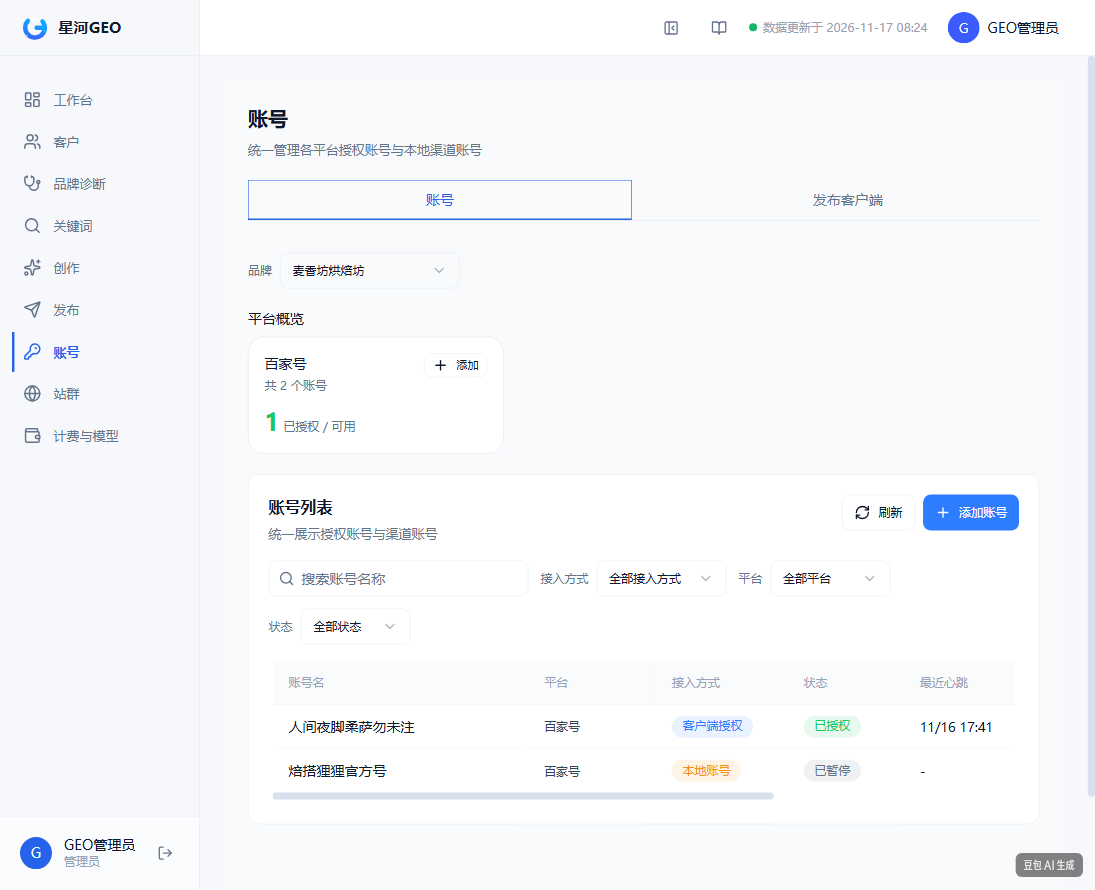 星河GEO
数据更新于 2026-11-17 08:24
G
GEO管理员
工作台
客户
品牌诊断
关键词
创作
发布
账号
站群
计费与模型
账号
统一管理各平台授权账号与本地渠道账号
账号
发布客户端
品牌
麦香坊烘焙坊
平台概览
百家号
添加
共 2 个账号
1 已授权 / 可用
账号列表
统一展示授权账号与渠道账号
刷新
添加账号
搜索账号名称
接入方式
全部接入方式
平台
全部平台
状态
全部状态
账号名 平台 接入方式 状态 最近心跳
人间夜脚柔萨勿未注 百家号 客户端授权 已授权 11/16 17:41
焙搭狸狸官方号 百家号 本地账号 已暂停 -
G
GEO管理员
管理员
豆包AI生成